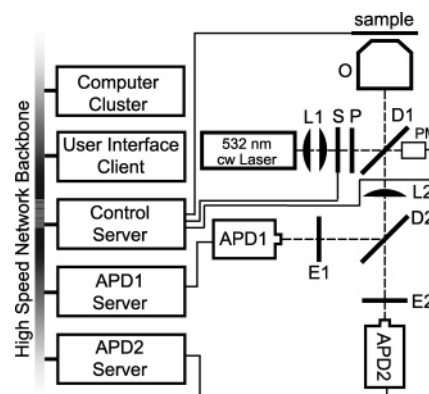 sample
O
Computer
Cluster
L1 S P
D1
PM
532 nm
cw Laser
User Interface
Client
L2
Control
Server
D2
APD1
E1
APD1
Server
E2
APD2
Server
APD2
High Speed Network Backbone